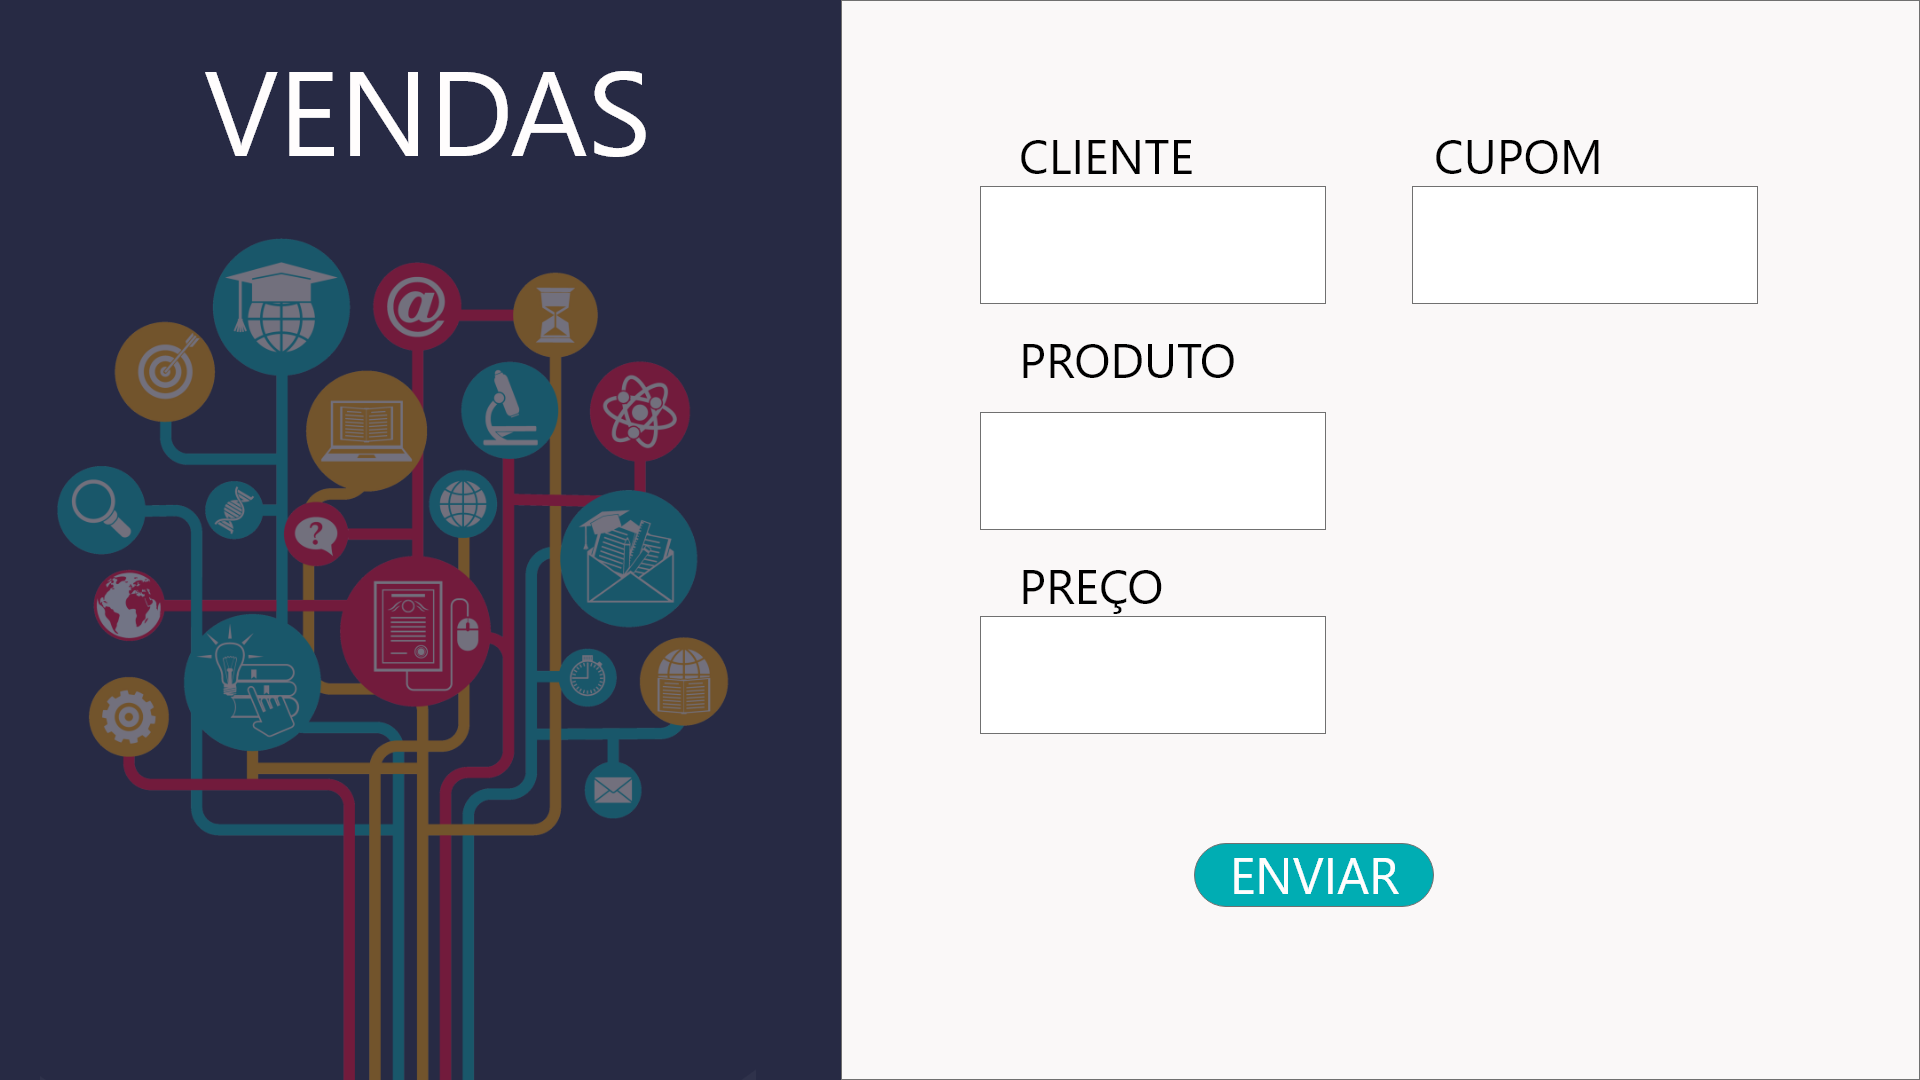 VENDAS
CLIENTE
CUPOM
PRODUTO
PREÇO
ENVIAR
@
?